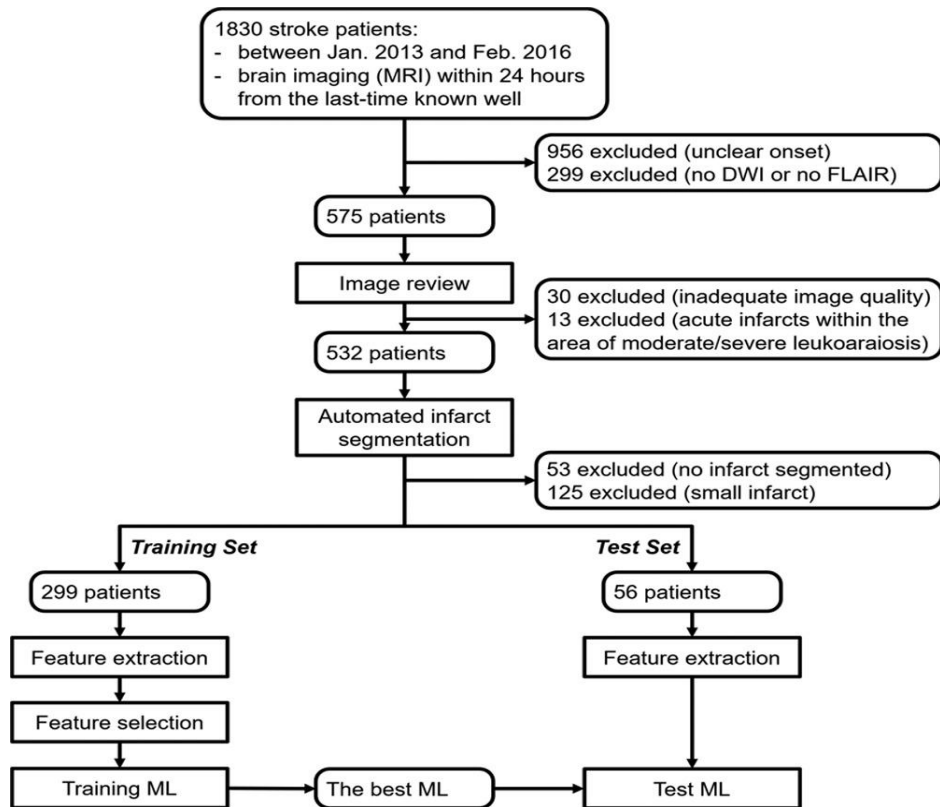 1830 stroke patients:
- between Jan. 2013 and Feb. 2016
- brain imaging (MRI) within 24 hours
from the last-time known well
956 excluded (unclear onset)
299 excluded (no DWI or no FLAIR)
575 patients
Image review
30 excluded (inadequate image quality)
13 excluded (acute infarcts within the
area of moderate/severe leukoaraiosis)
532 patients
Automated infarct
segmentation
53 excluded (no infarct segmented)
125 excluded (small infarct)
Training Set
Test Set
299 patients
56 patients
Feature extraction
Feature extraction
Feature selection
Training ML
The best ML
Test ML